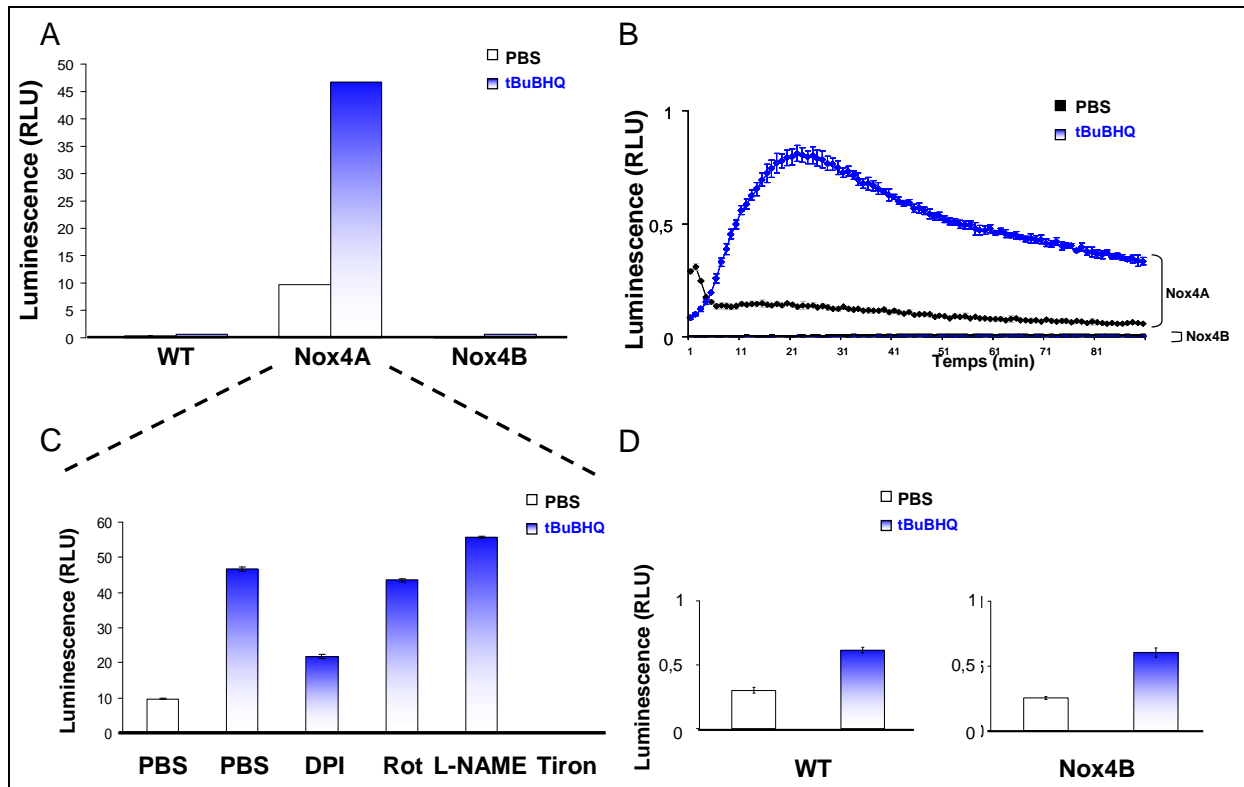 A
PBS
tBuBHQ
Luminescence (RLU)
50
45
40
35
30
25
20
15
10
5
0
WT Nox4A Nox4B
B
PBS
tBuBHQ
Luminescence (RLU)
1
0,5
0
1 11 21 31 41 51 61 71 81
Temps (min)
Nox4A
Nox4B
C
PBS
tBuBHQ
Luminescence (RLU)
60
50
40
30
20
10
0
PBS PBS DPI Rot L-NAME Tiron
D
PBS
tBuBHQ
Luminescence (RLU)
1
0,5
0
WT
1
0,5
0
Nox4B